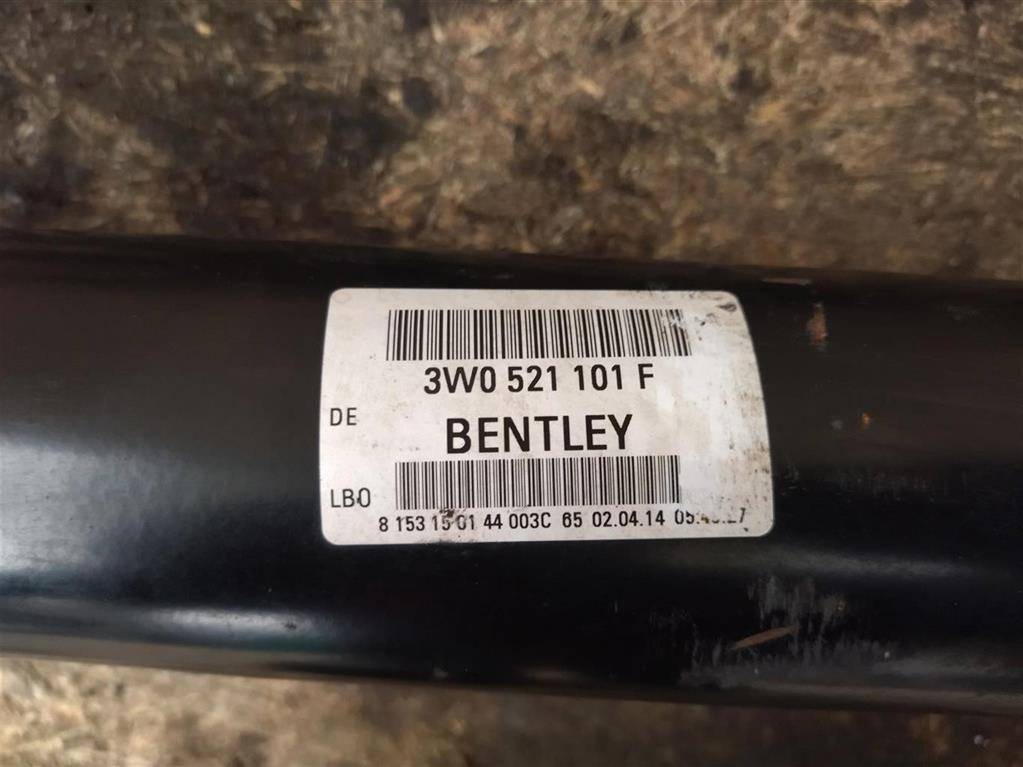 3W0 521 101 F
DE
BENTLEY
LBO
8 153 15 01 44 003C 65 02.04.14